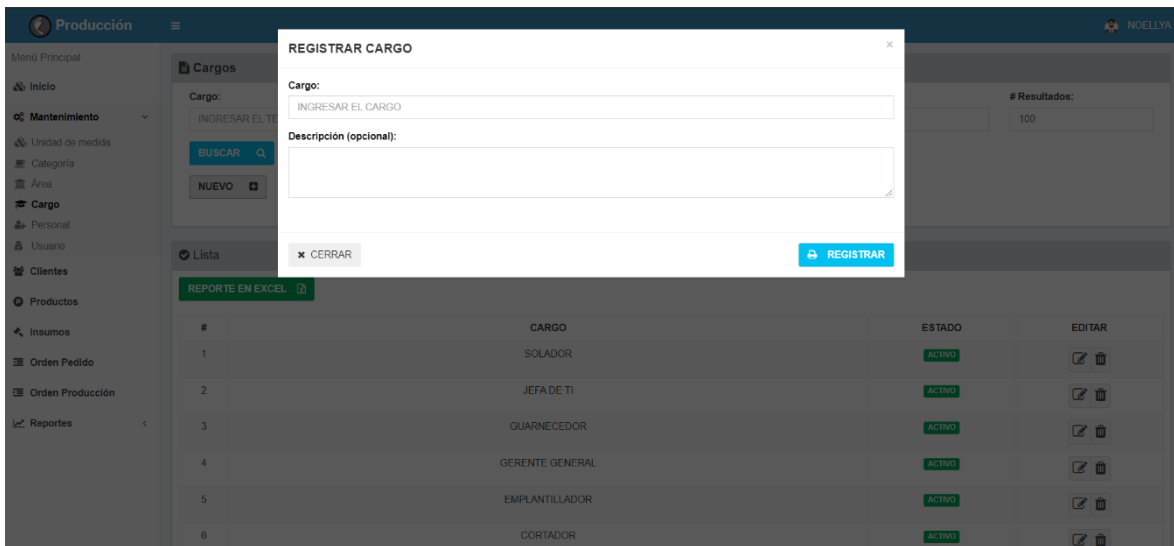 Producción
NOELLYA
Menú Principal
Inicio
Mantenimiento
Unidad de medida
Categoría
Área
Cargo
Personal
Usuario
Clientes
Productos
Insumos
Orden Pedido
Orden Producción
Reportes
Cargos
Cargo:
INGRESAR EL TE
BUSCAR
NUEVO
# Resultados:
100
REGISTRAR CARGO
×
Cargo:
INGRESAR EL CARGO
Descripción (opcional):
CERRAR
REGISTRAR
Lista
REPORTE EN EXCEL
# CARGO ESTADO EDITAR
1 SOLADOR ACTIVO
2 JEFA DE TI ACTIVO
3 GUARNECEDOR ACTIVO
4 GERENTE GENERAL ACTIVO
5 EMPLANTILLADOR ACTIVO
6 CORTADOR ACTIVO